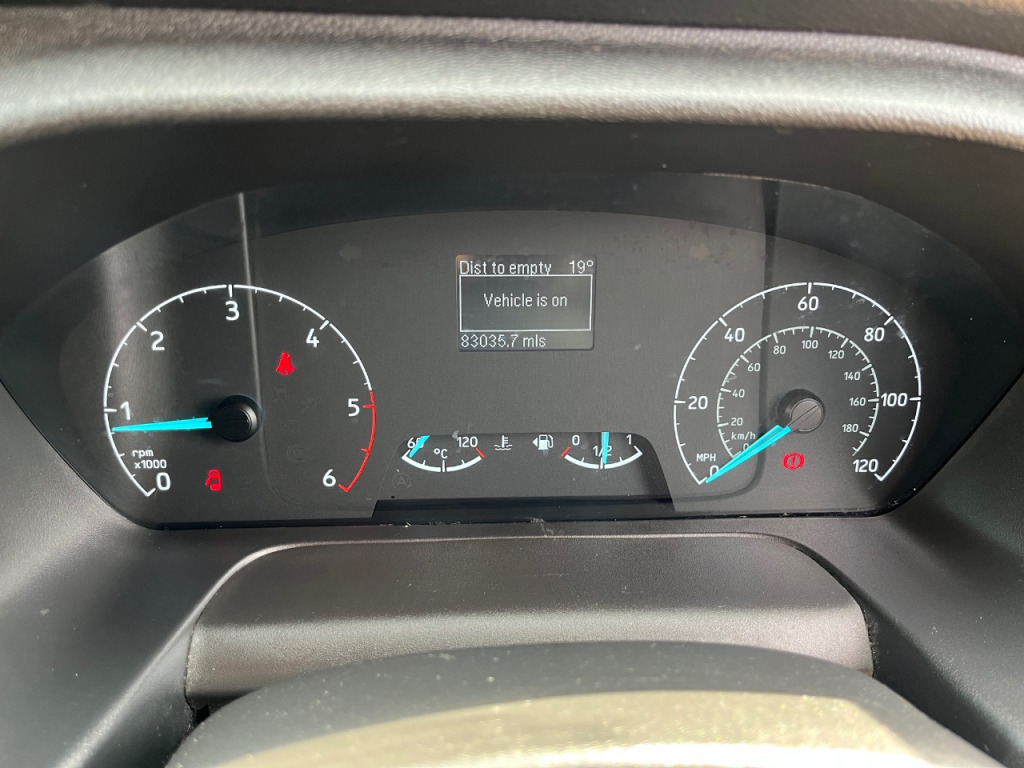 Dist to empty 19°
Vehicle is on
83035.7 mls
0 1 2 3 4 5 6
rpm
x1000
60 120
°C
0 1/2 1
0 20 40 60 80 100 120
MPH
0 20 40 60 80 100 120 140 160 180
km/h